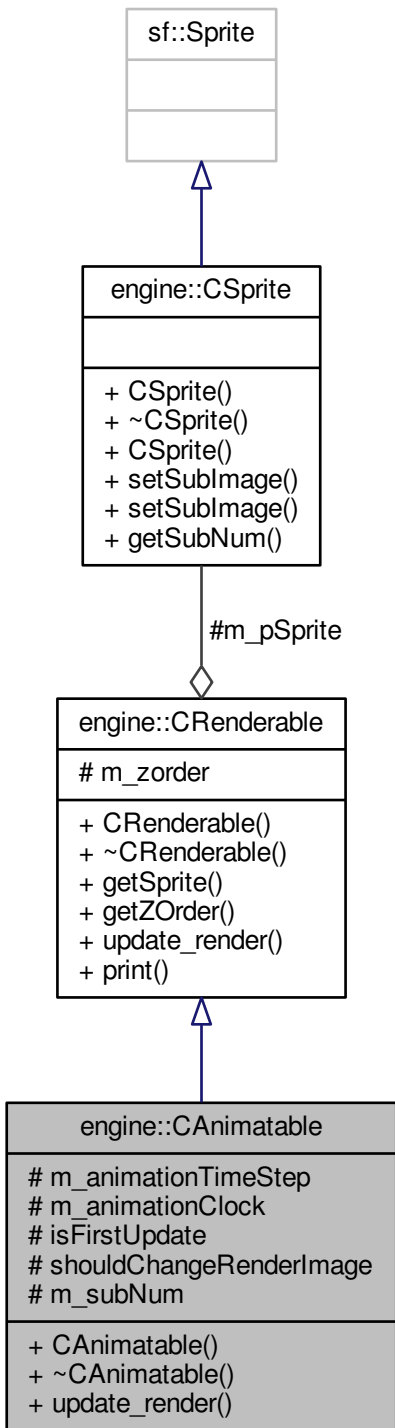 sf::Sprite
engine::CSprite
+ CSprite()
+ ~CSprite()
+ CSprite()
+ setSubImage()
+ setSubImage()
+ getSubNum()
#m_pSprite
engine::CRenderable
# m_zorder
+ CRenderable()
+ ~CRenderable()
+ getSprite()
+ getZOrder()
+ update_render()
+ print()
engine::CAnimatable
# m_animationTimeStep
# m_animationClock
# isFirstUpdate
# shouldChangeRenderImage
# m_subNum
+ CAnimatable()
+ ~CAnimatable()
+ update_render()